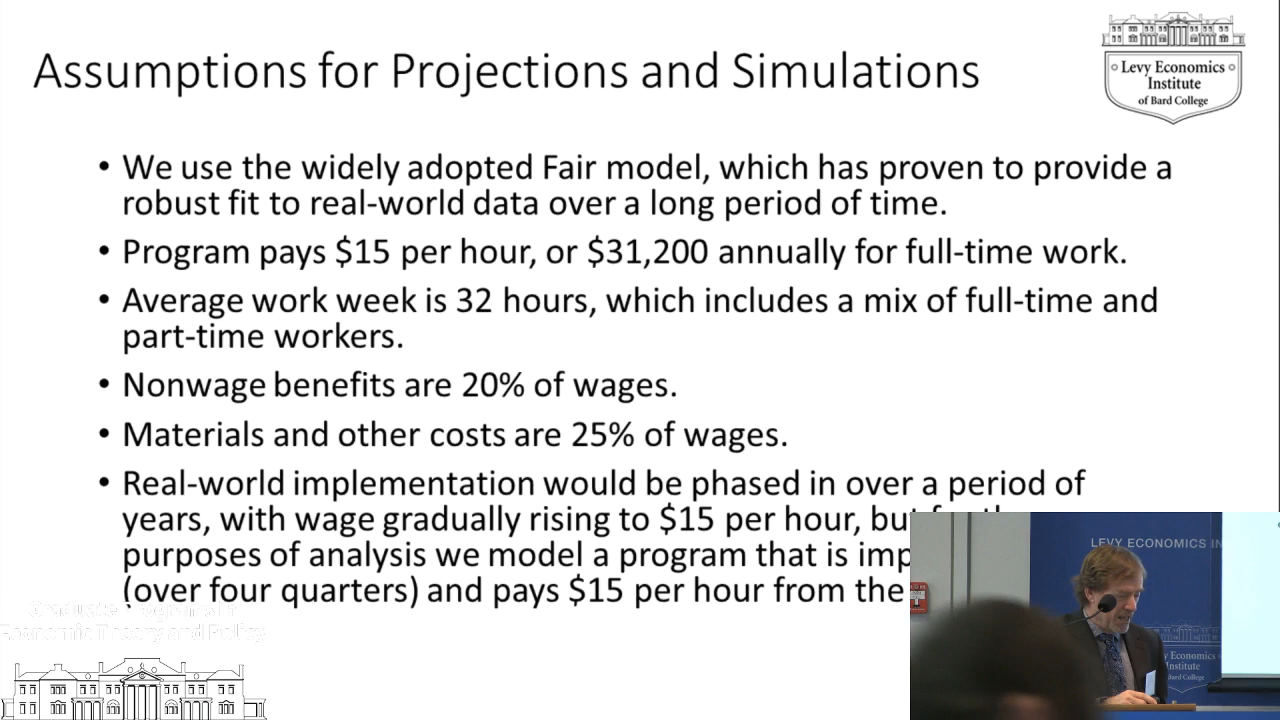 Assumptions for Projections and Simulations
Levy Economics
Institute
of Bard College
• We use the widely adopted Fair model, which has proven to provide a
robust fit to real-world data over a long period of time.
• Program pays $15 per hour, or $31,200 annually for full-time work.
• Average work week is 32 hours, which includes a mix of full-time and
part-time workers.
• Nonwage benefits are 20% of wages.
• Materials and other costs are 25% of wages.
• Real-world implementation would be phased in over a period of
years, with wage gradually rising to $15 per hour, but
purposes of analysis we model a program that is imp
(over four quarters) and pays $15 per hour from the
Economic Theory and Policy
LEVY ECONOMICS IN
y Economics
Institute
Bard College